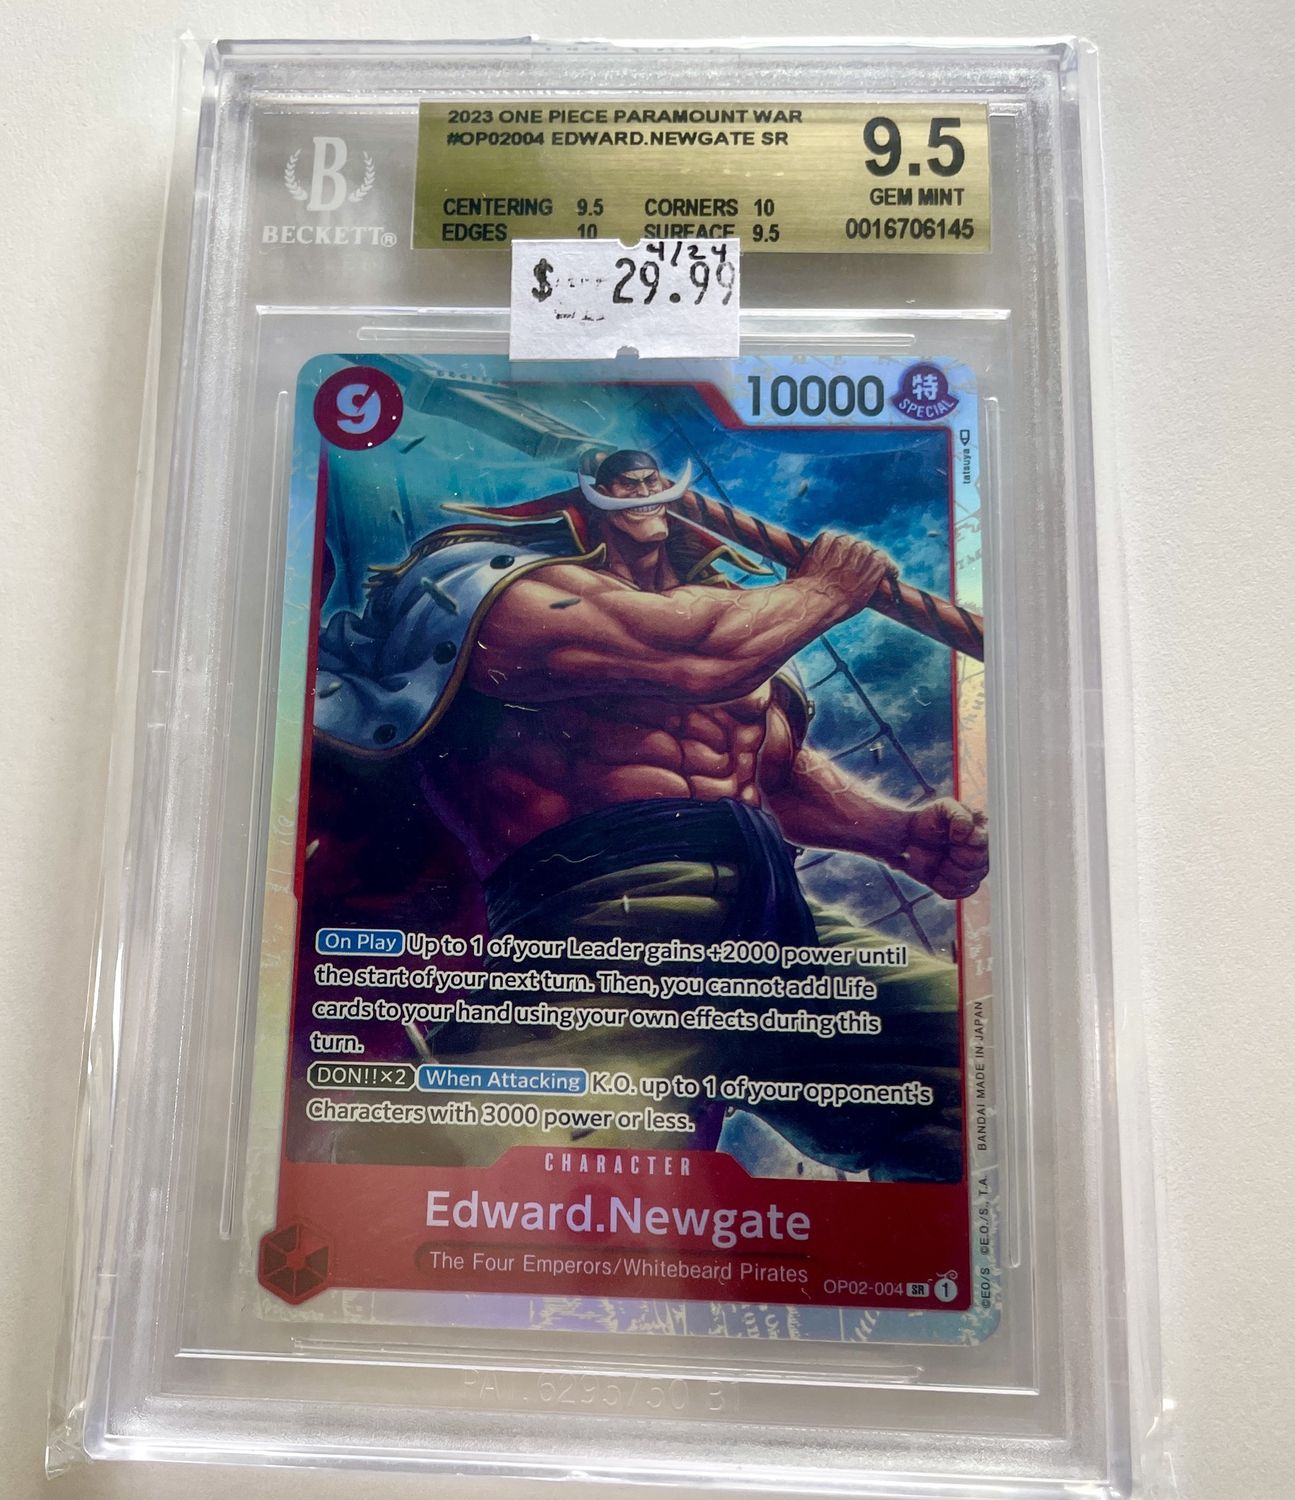 2023 ONE PIECE PARAMOUNT WAR
#OP02004 EDWARD.NEWGATE SR
9.5
GEM MINT
0016706145
CENTERING 9.5 CORNERS 10
EDGES 10 SURFACE 9.5
B
BECKETT®
4/24
$ 29.99
9
10000
特
SPECIAL
tatsuya
On Play Up to 1 of your Leader gains +2000 power until
the start of your next turn. Then, you cannot add Life
cards to your hand using your own effects during this
turn.
DON!!×2 When Attacking K.O. up to 1 of your opponent's
Characters with 3000 power or less.
CHARACTER
Edward.Newgate
The Four Emperors/Whitebeard Pirates
OP02-004 SR 1
©EO/S ©E.O./S., T.A. BANDAI MADE IN JAPAN